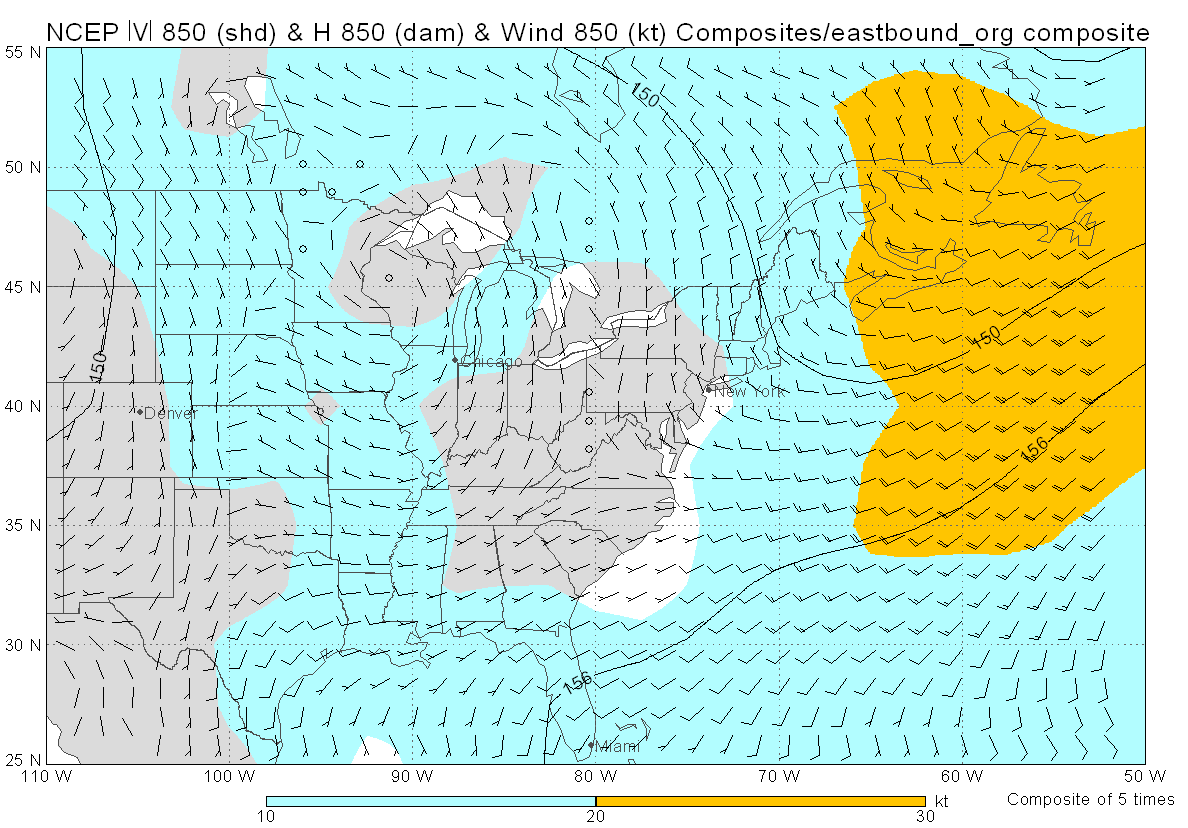 NCEP |V| 850 (shd) & H 850 (dam) & Wind 850 (kt) Composites/eastbound_org composite
55 N
150
50 N
45 N
150
150
Chicago
New York
40 N
Denver
156
35 N
30 N
156
Miami
25 N
110 W 100 W 90 W 80 W 70 W 60 W 50 W
kt
Composite of 5 times
10 20 30